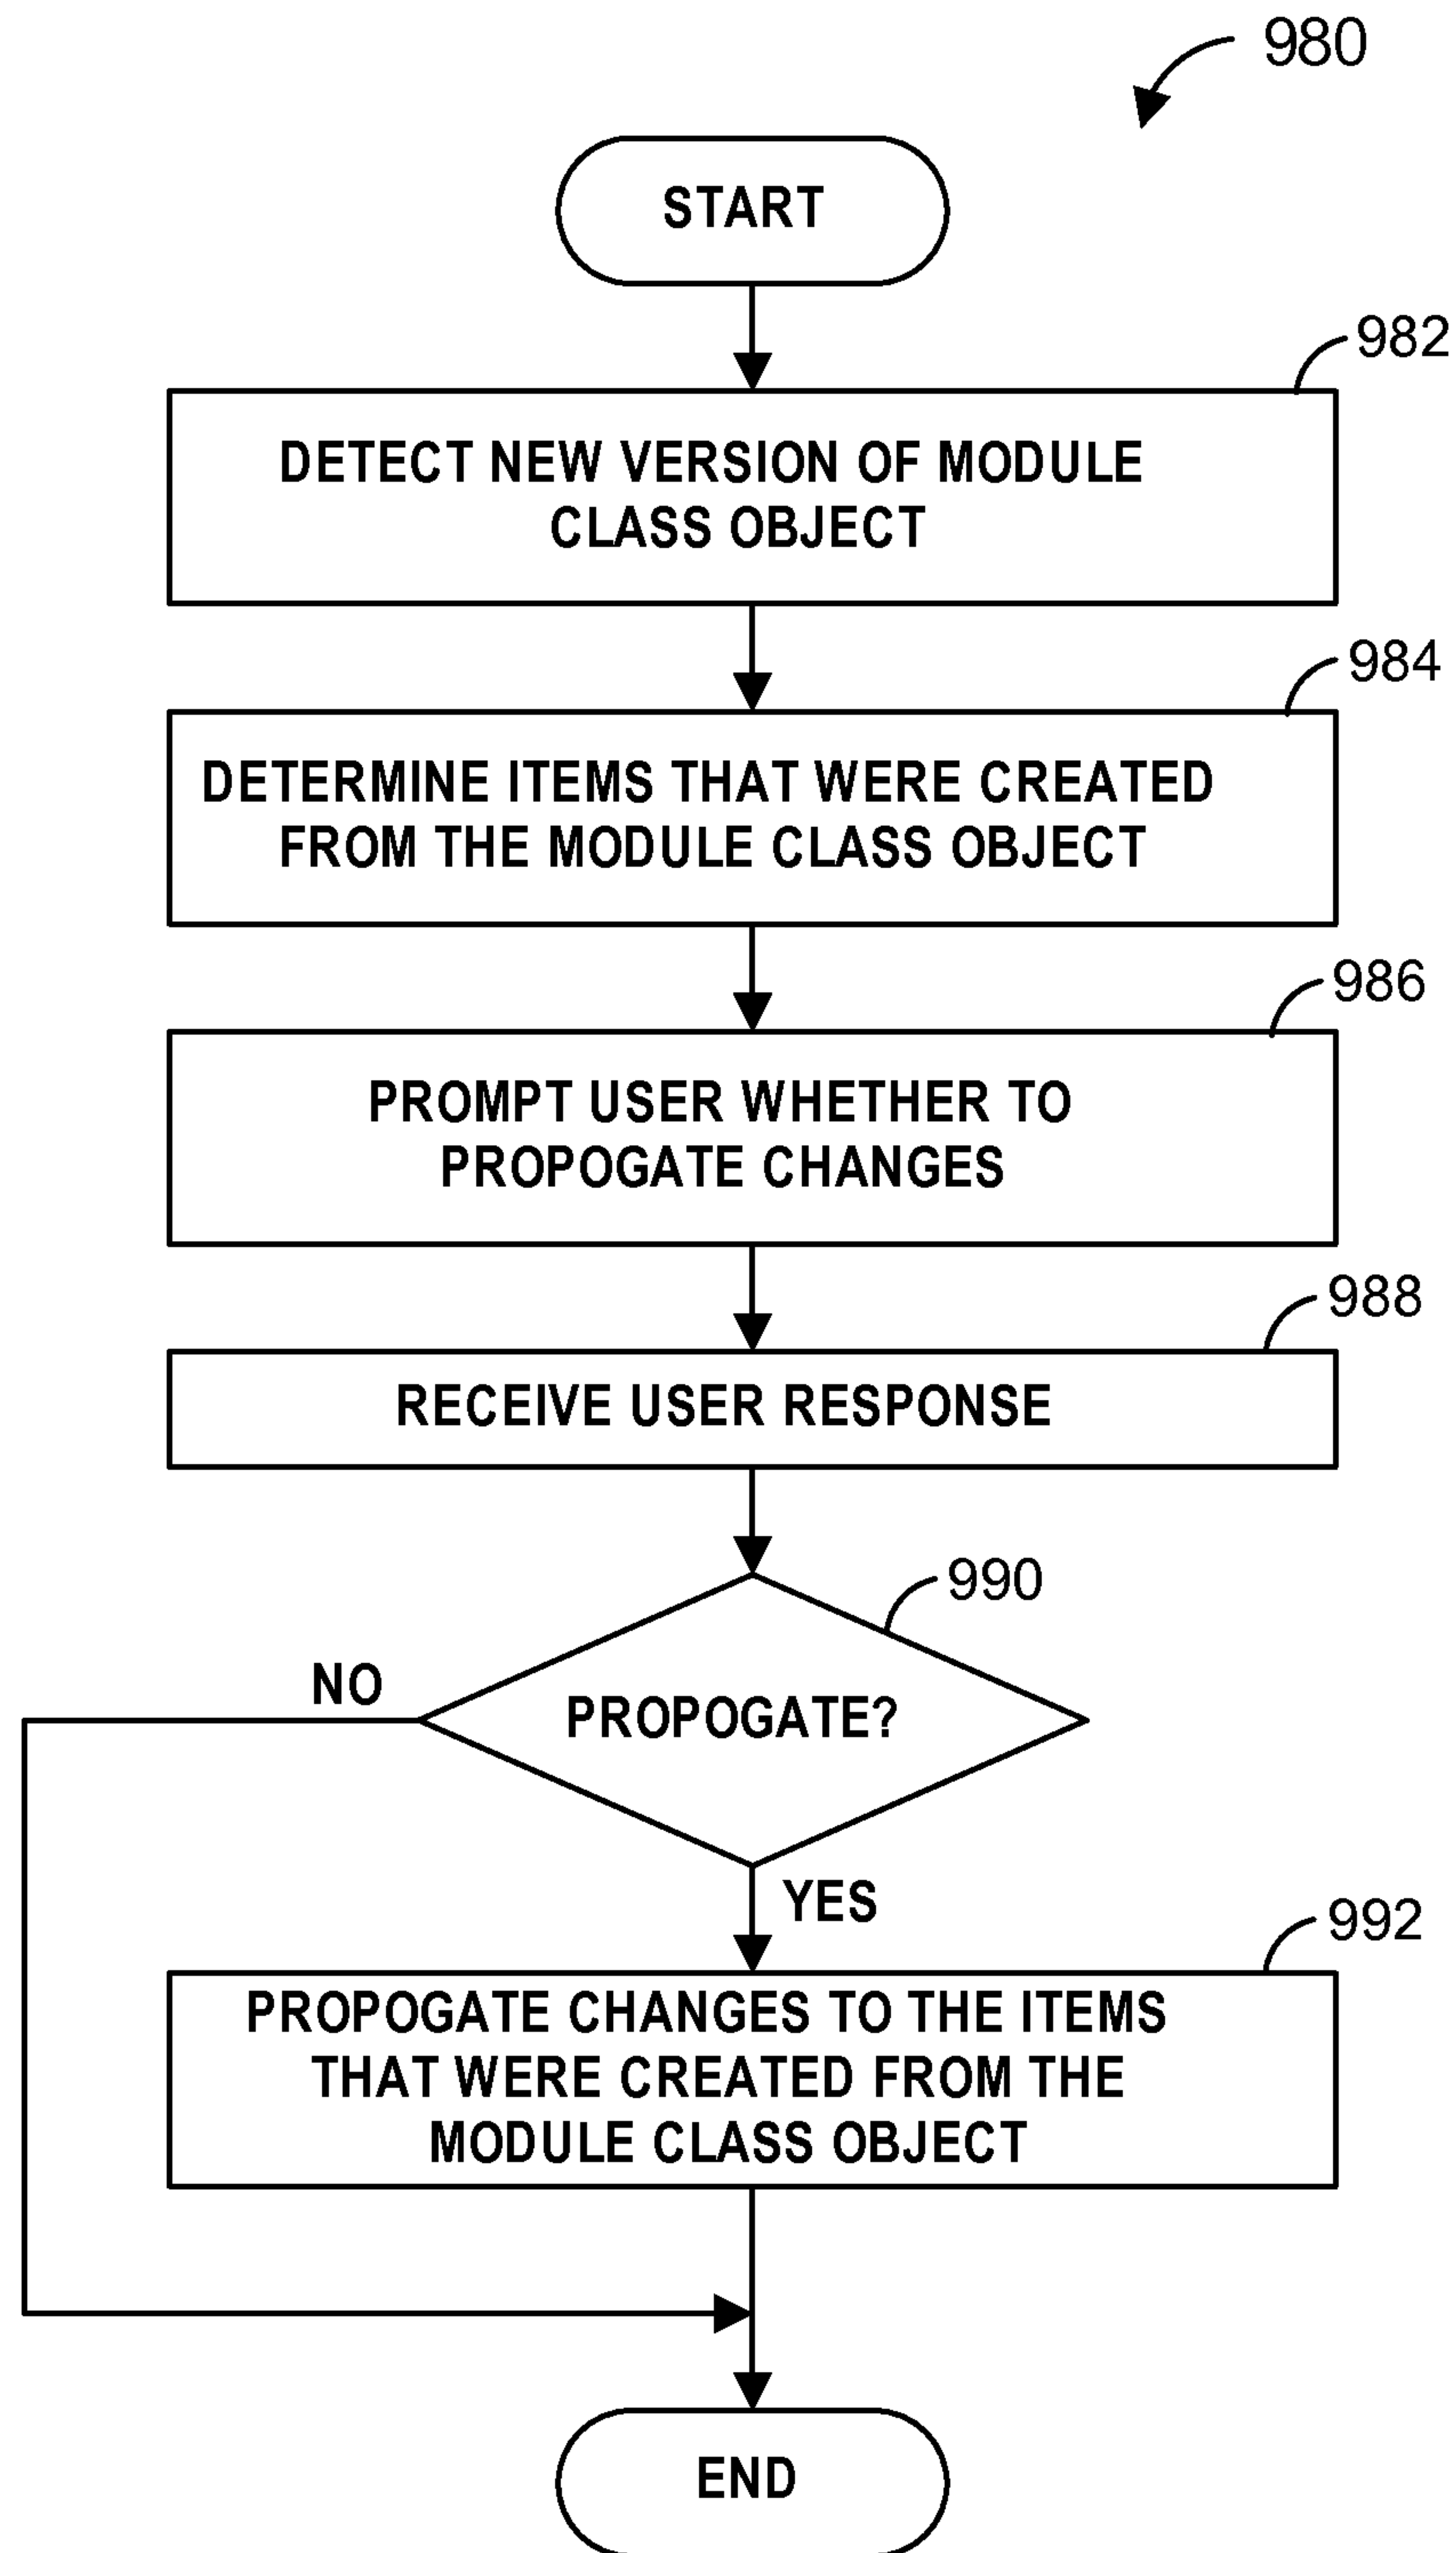 980
START
982
DETECT NEW VERSION OF MODULE
CLASS OBJECT
984
DETERMINE ITEMS THAT WERE CREATED
FROM THE MODULE CLASS OBJECT
986
PROMPT USER WHETHER TO
PROPOGATE CHANGES
988
RECEIVE USER RESPONSE
990
NO
PROPOGATE?
YES
992
PROPOGATE CHANGES TO THE ITEMS
THAT WERE CREATED FROM THE
MODULE CLASS OBJECT
END